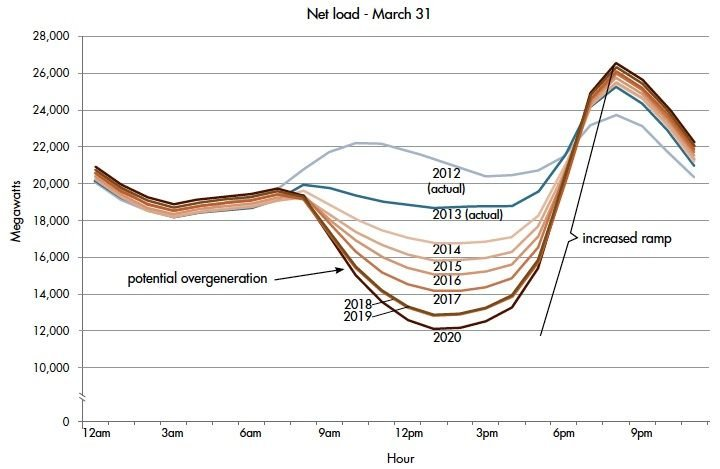 Net load - March 31
28,000
26,000
24,000
22,000
20,000
18,000
16,000
14,000
12,000
10,000
0
Megawatts
2012
(actual)
2013 (actual)
2014
2015
2016
2017
2018
2019
2020
potential overgeneration
increased ramp
12am 3am 6am 9am 12pm 3pm 6pm 9pm
Hour